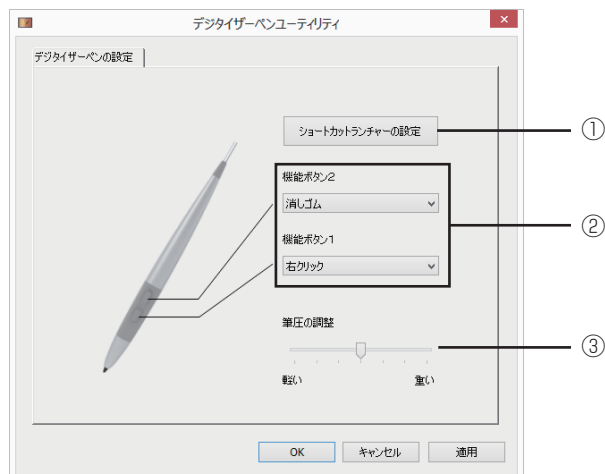 デジタイザーペンユーティリティ
×
デジタイザーペンの設定
ショートカットランチャーの設定
①
機能ボタン2
消しゴム
②
機能ボタン1
右クリック
筆圧の調整
③
軽い 重い
OK キャンセル 適用